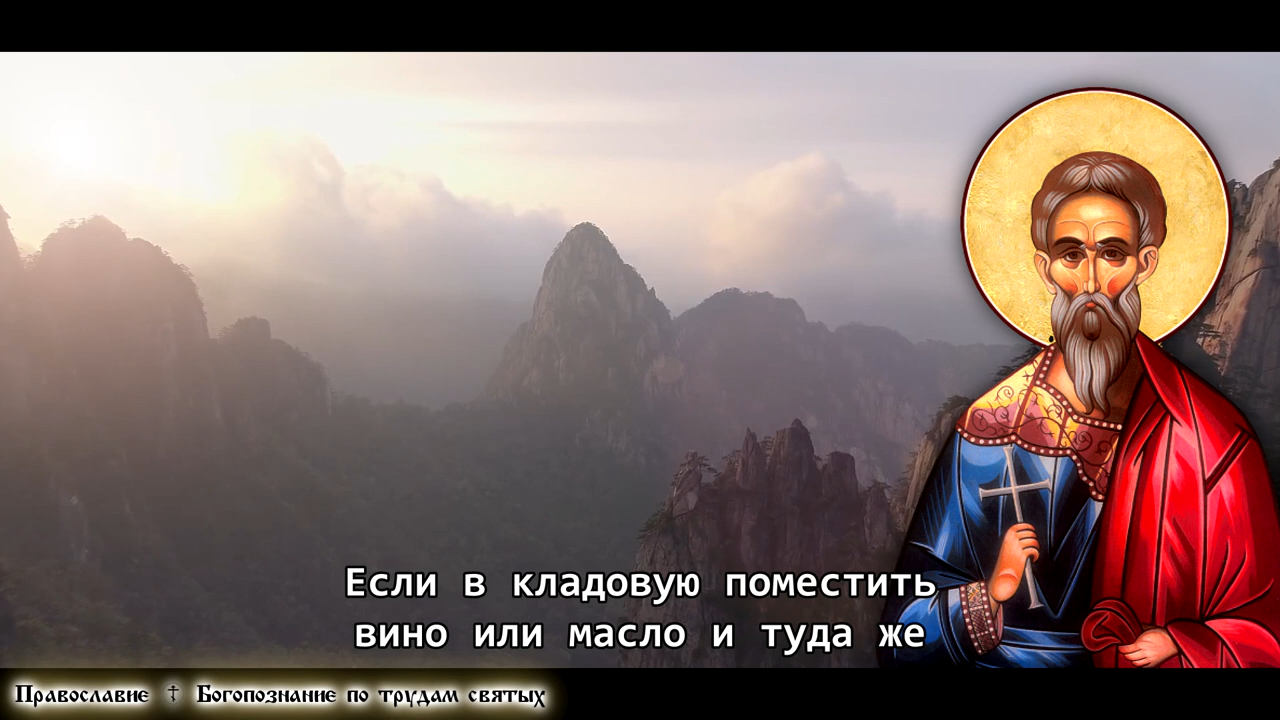 Если в кладовую поместить
вино или масло и туда же
Православие ☦ Богопознание по трудам святых